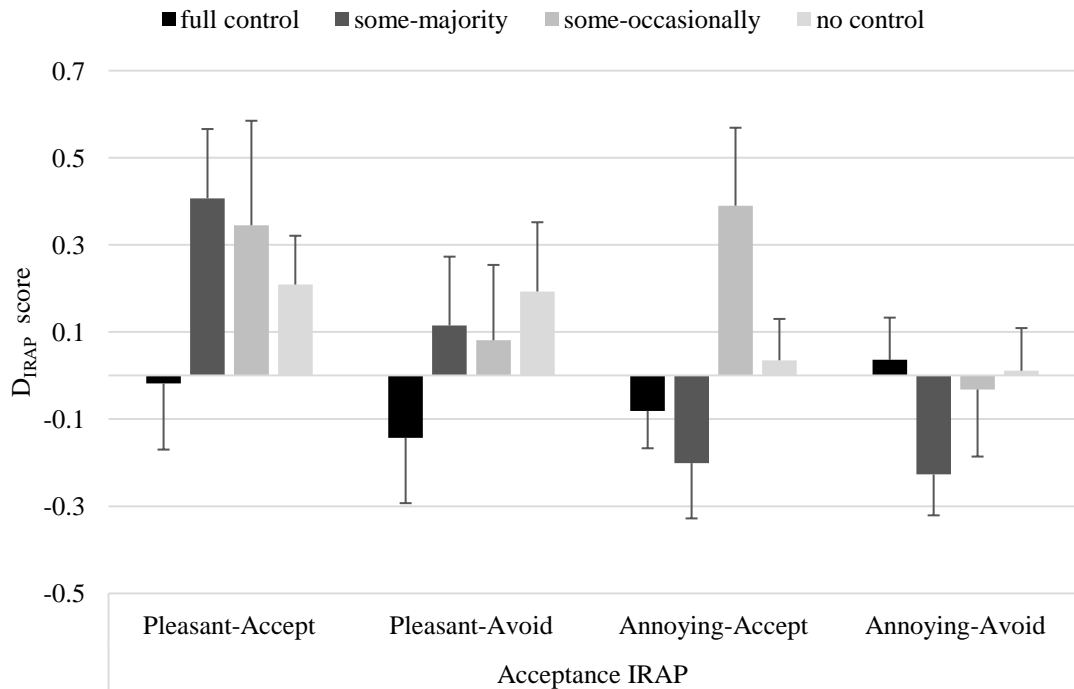 full control some-majority some-occasionally no control
0.7
0.5
0.3
0.1
-0.1
-0.3
-0.5
DIRAP score
Pleasant-Accept Pleasant-Avoid Annoying-Accept Annoying-Avoid
Acceptance IRAP